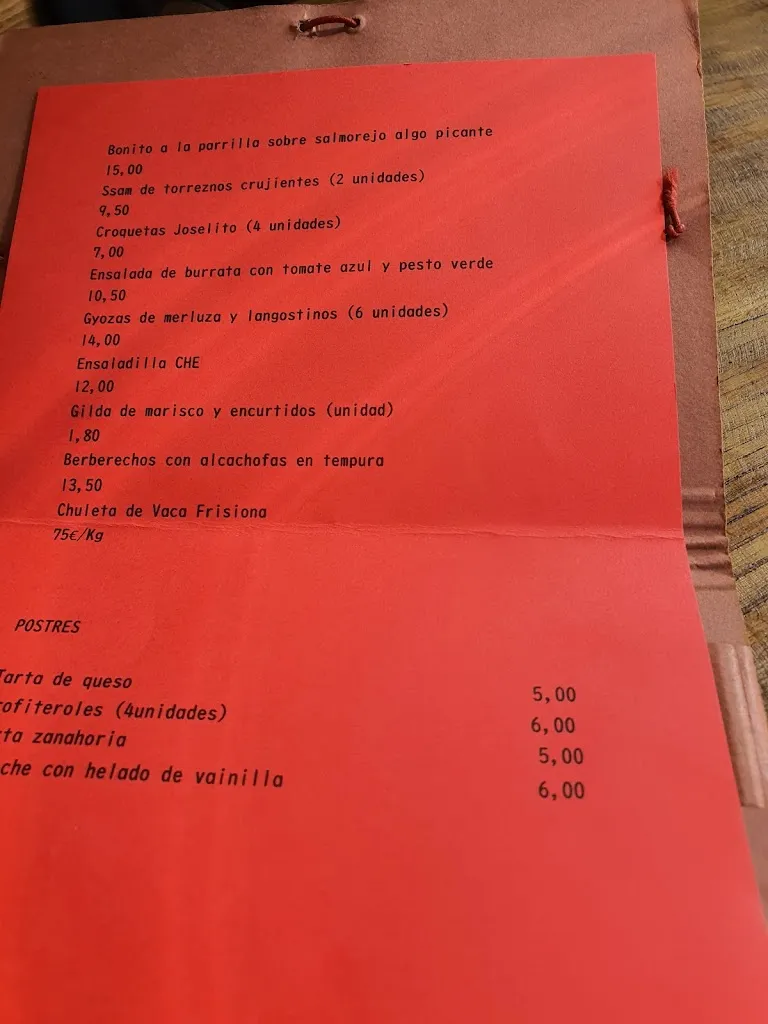 Bonito a la parrilla sobre salmorejo algo picante
15,00
Ssam de torreznos crujientes (2 unidades)
9,50
Croquetas Joselito (4 unidades)
7,00
Ensalada de burrata con tomate azul y pesto verde
10,50
Gyozas de merluza y langostinos (6 unidades)
14,00
Ensaladilla CHE
12,00
Gilda de marisco y encurtidos (unidad)
1,80
Berberechos con alcachofas en tempura
13,50
Chuleta de Vaca Frisiona
75€/Kg
POSTRES
Tarta de queso 5,00
rofiteroles (4unidades) 6,00
ta zanahoria 5,00
che con helado de vainilla 6,00